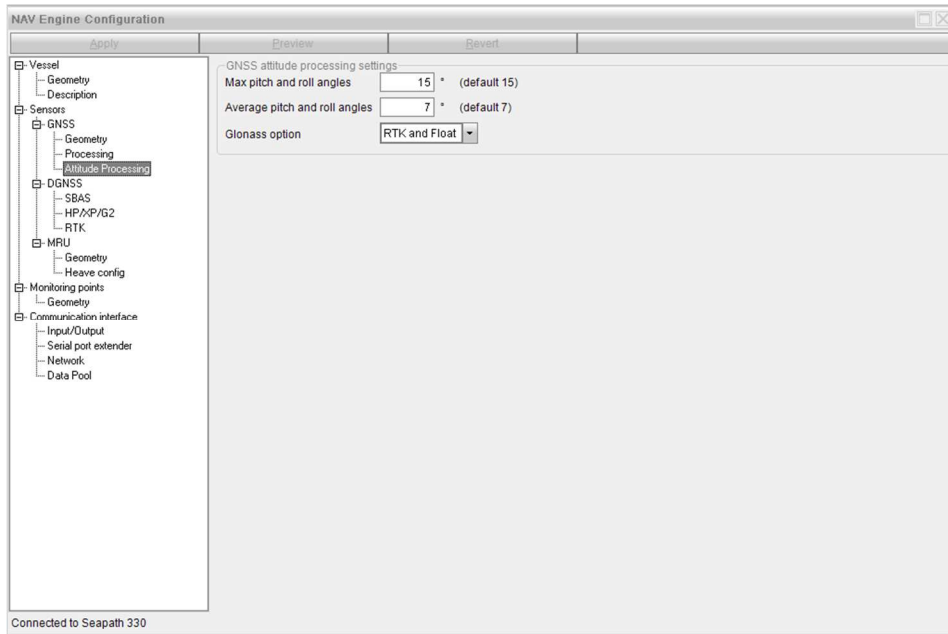 NAV Engine Configuration
Apply Preview Revert
Vessel
Geometry
Description
Sensors
GNSS
Geometry
Processing
Attitude Processing
DGNSS
SBAS
HP/XP/G2
RTK
MRU
Geometry
Heave config
Monitoring points
Geometry
Communication interface
Input/Output
Serial port extender
Network
Data Pool
GNSS attitude processing settings
Max pitch and roll angles 15 ° (default 15)
Average pitch and roll angles 7 ° (default 7)
Glonass option RTK and Float
Connected to Seapath 330